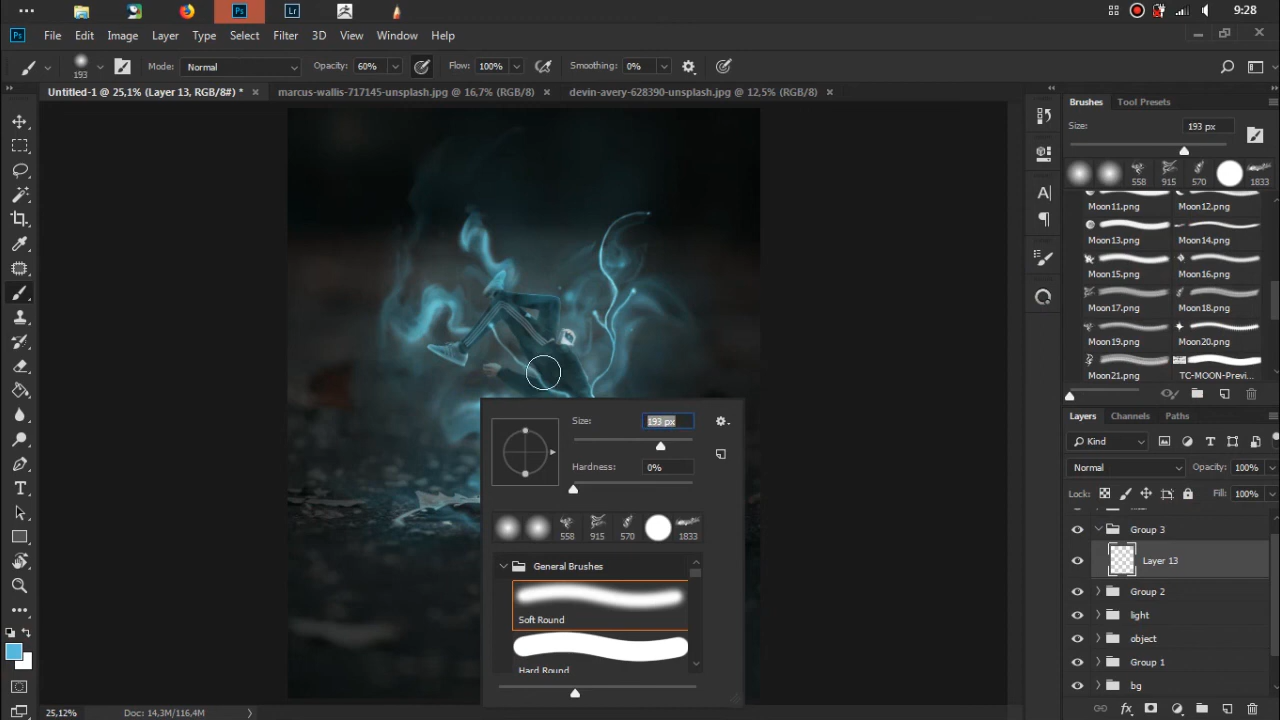 Ps
Lr
9:28
Ps
File Edit Image Layer Type Select Filter 3D View Window Help
193
Mode: Normal
Opacity: 60%
Flow: 100%
Smoothing: 0%
Untitled-1 @ 25,1% (Layer 13, RGB/8#) *
marcus-wallis-717145-unsplash.jpg @ 16,7% (RGB/8)
devin-avery-628390-unsplash.jpg @ 12,5% (RGB/8)
Brushes Tool Presets
Size: 193 px
558 915 570 1833
Moon11.png Moon12.png
Moon13.png Moon14.png
Moon15.png Moon16.png
Moon17.png Moon18.png
Moon19.png Moon20.png
Moon21.png TC-MOON-Previ...
Size: 193 px
Hardness: 0%
558 915 570 1833
General Brushes
Soft Round
Hard Round
Layers Channels Paths
Kind
Normal Opacity: 100%
Lock: Fill: 100%
Group 3
Layer 13
Group 2
light
object
Group 1
bg
25,12% Doc: 14,3M/116,4M